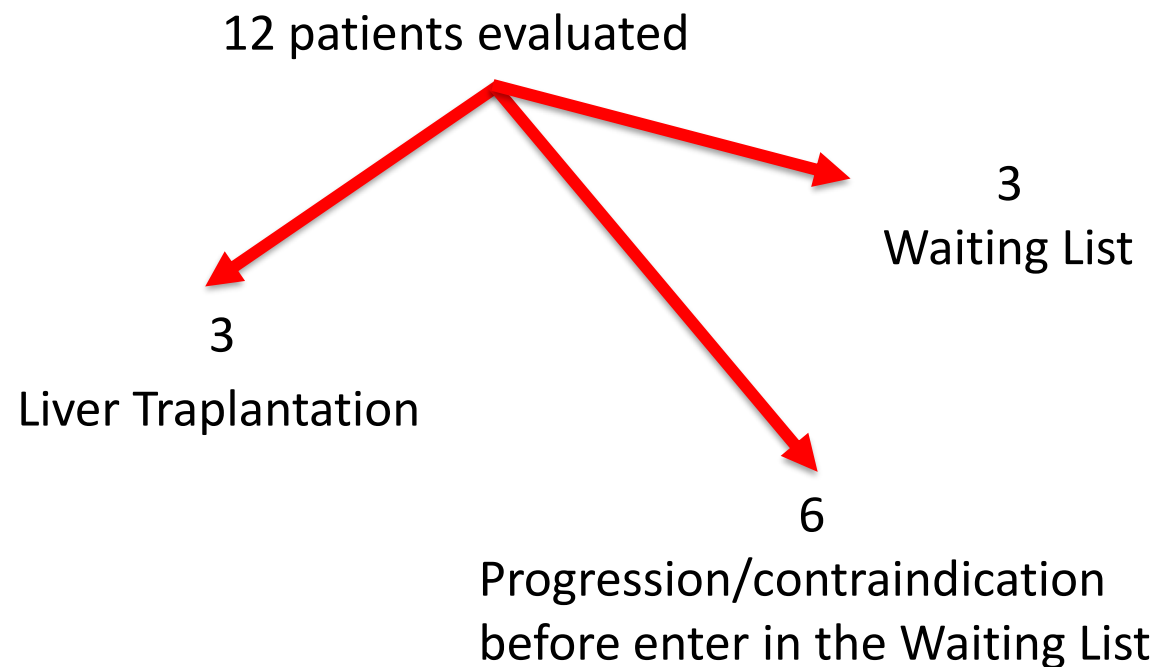 12 patients evaluated
3
Waiting List
3
Liver Traplantation
6
Progression/contraindication
before enter in the Waiting List